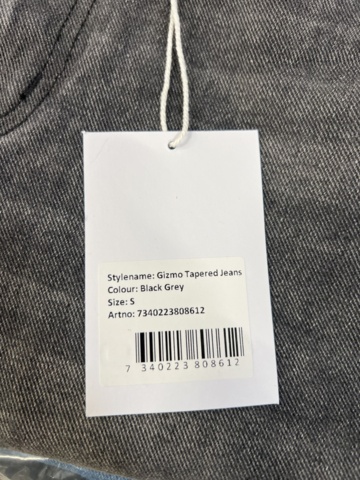 Stylename: Gizmo Tapered Jeans
Colour: Black Grey
Size: S
Artno: 7340223808612
7 340223 808612